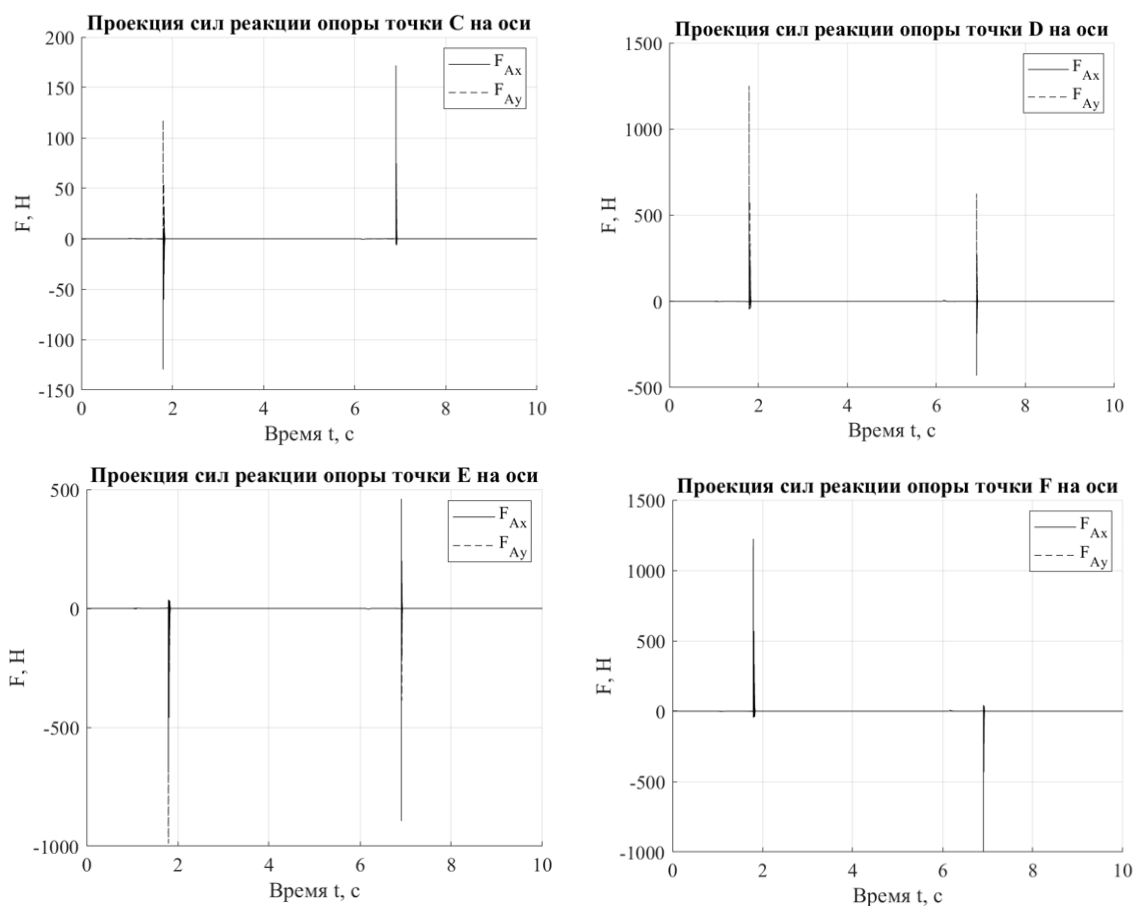 Проекция сил реакции опоры точки C на оси
200
150
100
50
0
-50
-100
-150
F, Н
0 2 4 6 8 10
Время t, с
F_Ax
F_Ay
Проекция сил реакции опоры точки D на оси
1500
1000
500
0
-500
F, Н
0 2 4 6 8 10
Время t, с
F_Ax
F_Ay
Проекция сил реакции опоры точки E на оси
500
0
-500
-1000
F, Н
0 2 4 6 8 10
Время t, с
F_Ax
F_Ay
Проекция сил реакции опоры точки F на оси
1500
1000
500
0
-500
-1000
F, Н
0 2 4 6 8 10
Время t, с
F_Ax
F_Ay